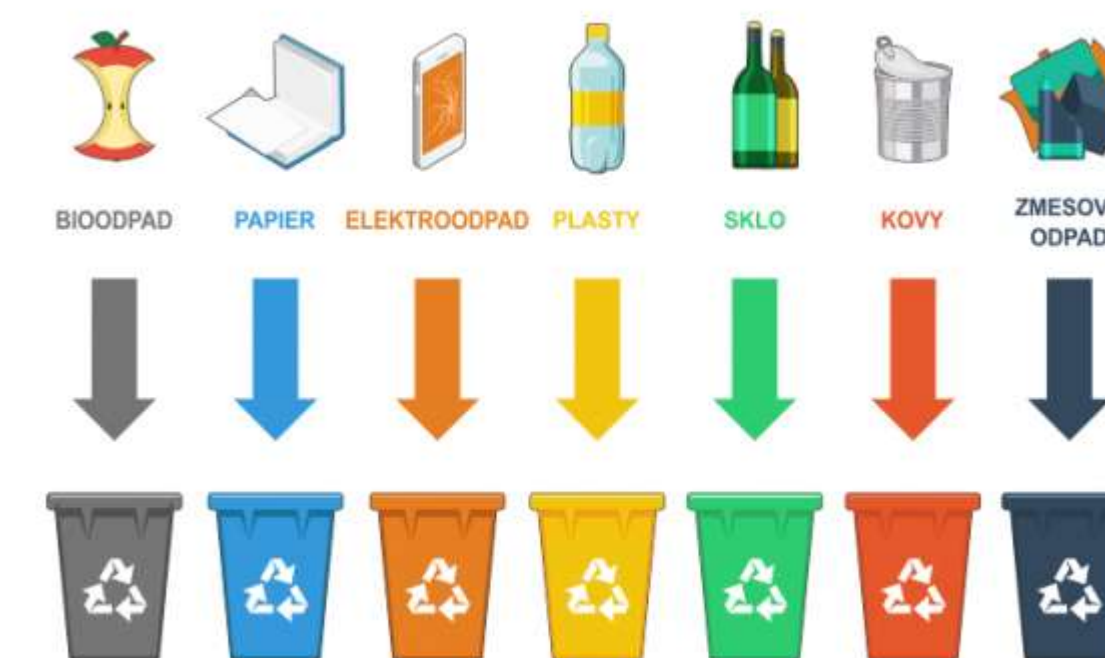 BIOODPAD
PAPIER
ELEKTROODPAD
PLASTY
SKLO
KOVY
ZMESOV
ODPAD